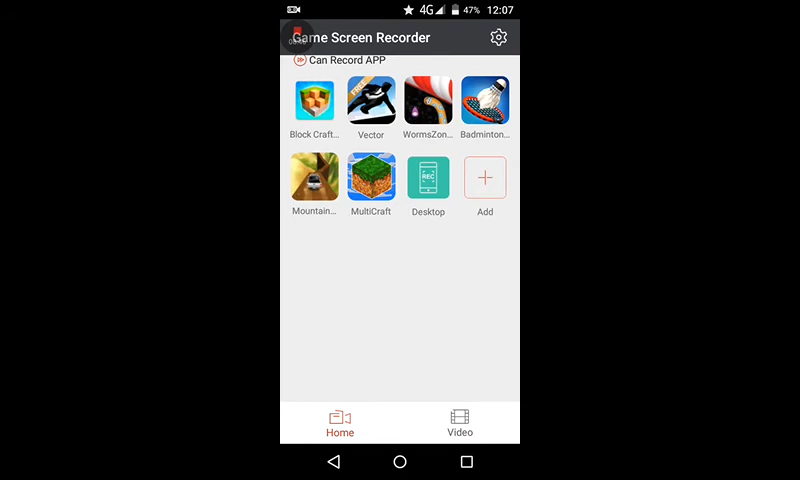 4G 47% 12:07
Game Screen Recorder
Can Record APP
Block Craft... Vector WormsZon... Badminton...
FREE
REC
Mountain... MultiCraft Desktop Add
Home Video